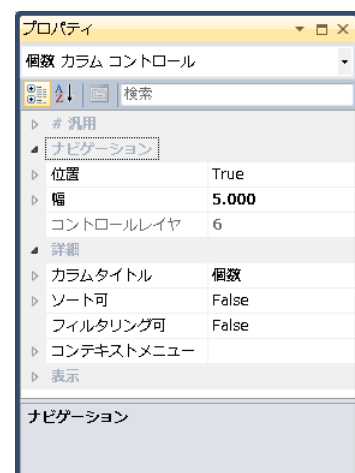 プロパティ
個数 カラム コントロール
検索
# 汎用
ナビゲーション
位置 True
幅 5.000
コントロールレイヤ 6
詳細
カラムタイトル 個数
ソート可 False
フィルタリング可 False
コンテキストメニュー
表示
ナビゲーション